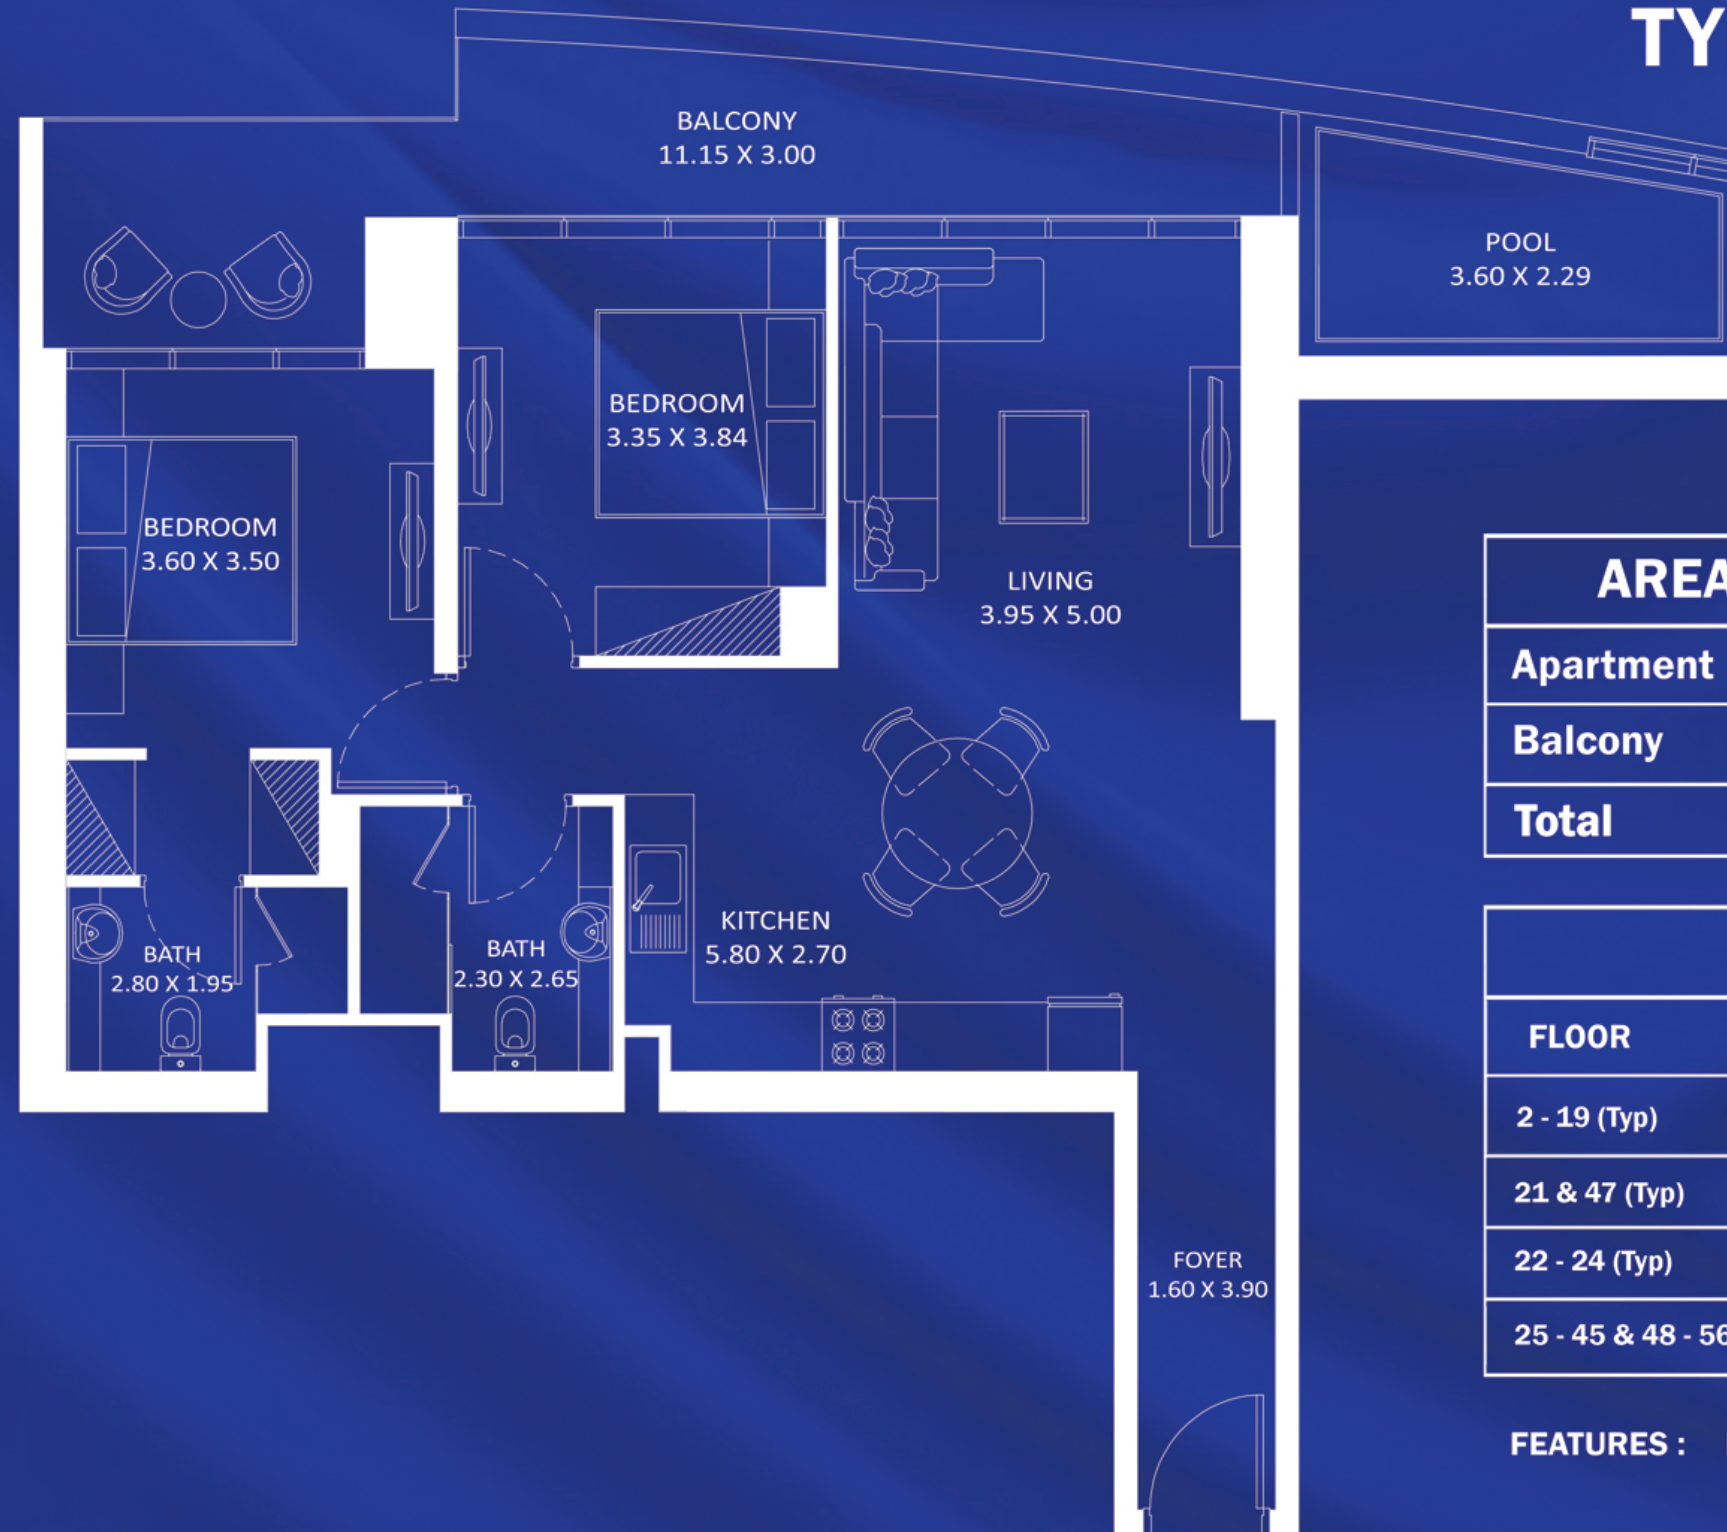 TY
BALCONY
11.15 X 3.00
POOL
3.60 X 2.29
BEDROOM
3.35 X 3.84
BEDROOM
3.60 X 3.50
LIVING
3.95 X 5.00
KITCHEN
5.80 X 2.70
BATH
2.80 X 1.95
BATH
2.30 X 2.65
FOYER
1.60 X 3.90
AREA
Apartment
Balcony
Total
FLOOR
2 - 19 (Typ)
21 & 47 (Typ)
22 - 24 (Typ)
25 - 45 & 48 - 56
FEATURES :